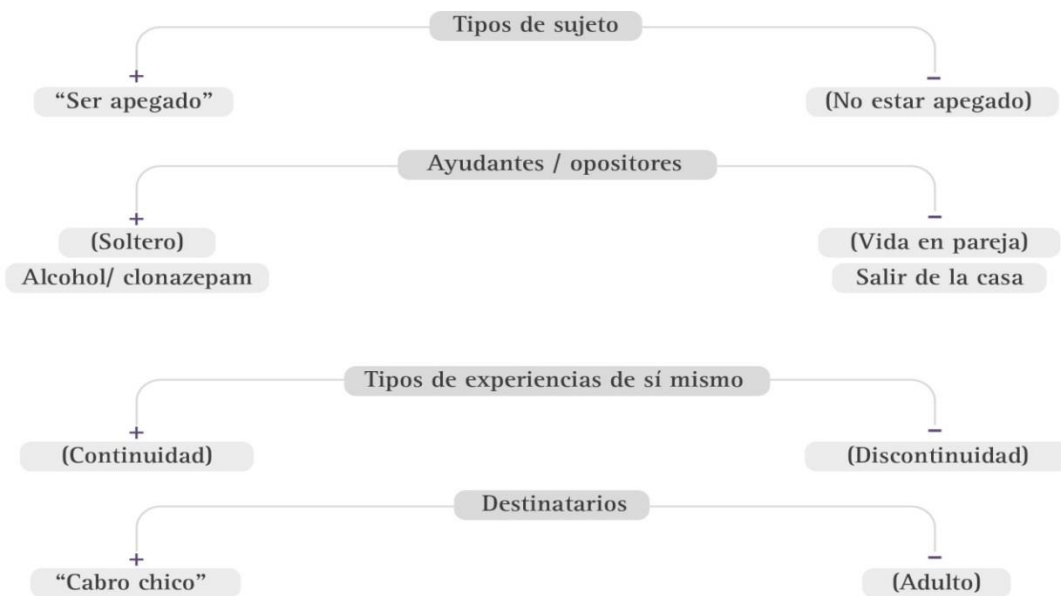 Tipos de sujeto
+ −
“Ser apegado” (No estar apegado)
Ayudantes / opositores
+ −
(Soltero) (Vida en pareja)
Alcohol/ clonazepam Salir de la casa
Tipos de experiencias de sí mismo
+ −
(Continuidad) (Discontinuidad)
Destinatarios
+ −
“Cabro chico” (Adulto)